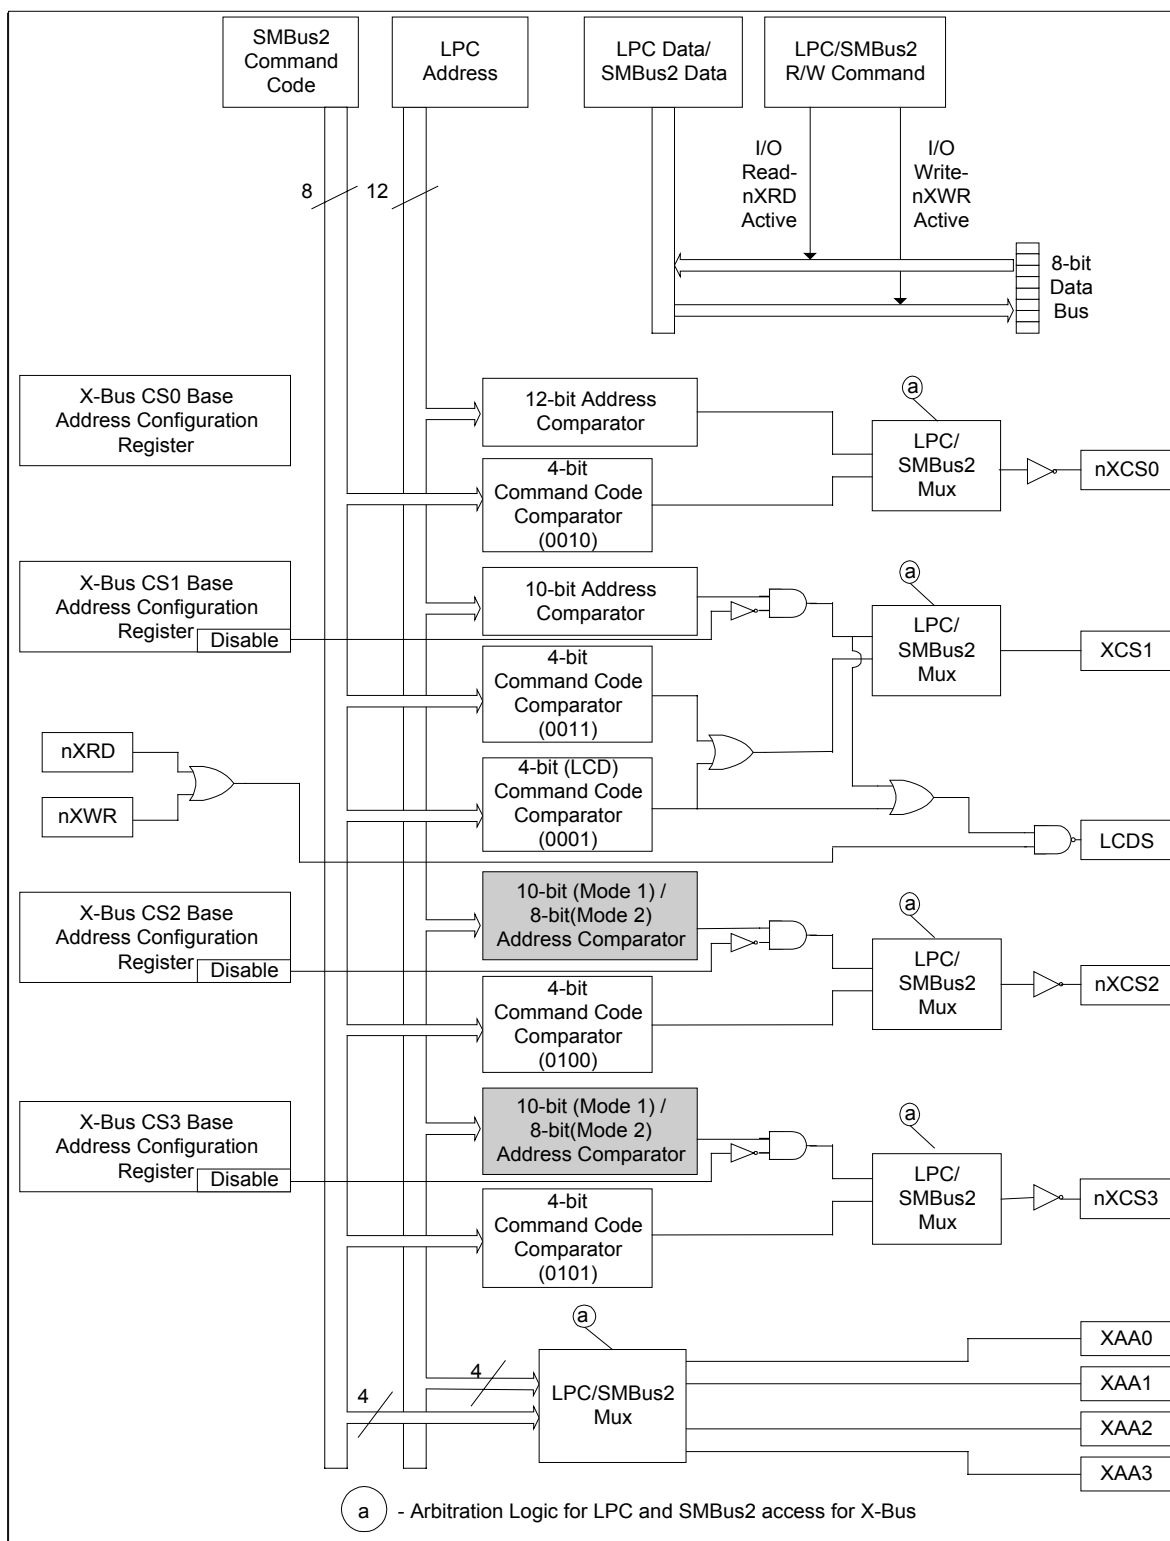 SMBus2
Command
Code
LPC
Address
LPC Data/
SMBus2 Data
LPC/SMBus2
R/W Command
8
12
I/O
Read-
nXRD
Active
I/O
Write-
nXWR
Active
8-bit
Data
Bus
X-Bus CS0 Base
Address Configuration
Register
12-bit Address
Comparator
a
LPC/
SMBus2
Mux
nXCS0
4-bit
Command Code
Comparator
(0010)
X-Bus CS1 Base
Address Configuration
Register
Disable
10-bit Address
Comparator
a
LPC/
SMBus2
Mux
XCS1
4-bit
Command Code
Comparator
(0011)
nXRD
nXWR
4-bit (LCD)
Command Code
Comparator
(0001)
LCDS
X-Bus CS2 Base
Address Configuration
Register
Disable
10-bit (Mode 1) /
8-bit(Mode 2)
Address Comparator
a
LPC/
SMBus2
Mux
nXCS2
4-bit
Command Code
Comparator
(0100)
X-Bus CS3 Base
Address Configuration
Register
Disable
10-bit (Mode 1) /
8-bit(Mode 2)
Address Comparator
a
LPC/
SMBus2
Mux
nXCS3
4-bit
Command Code
Comparator
(0101)
a
4
4
LPC/SMBus2
Mux
XAA0
XAA1
XAA2
XAA3
a - Arbitration Logic for LPC and SMBus2 access for X-Bus